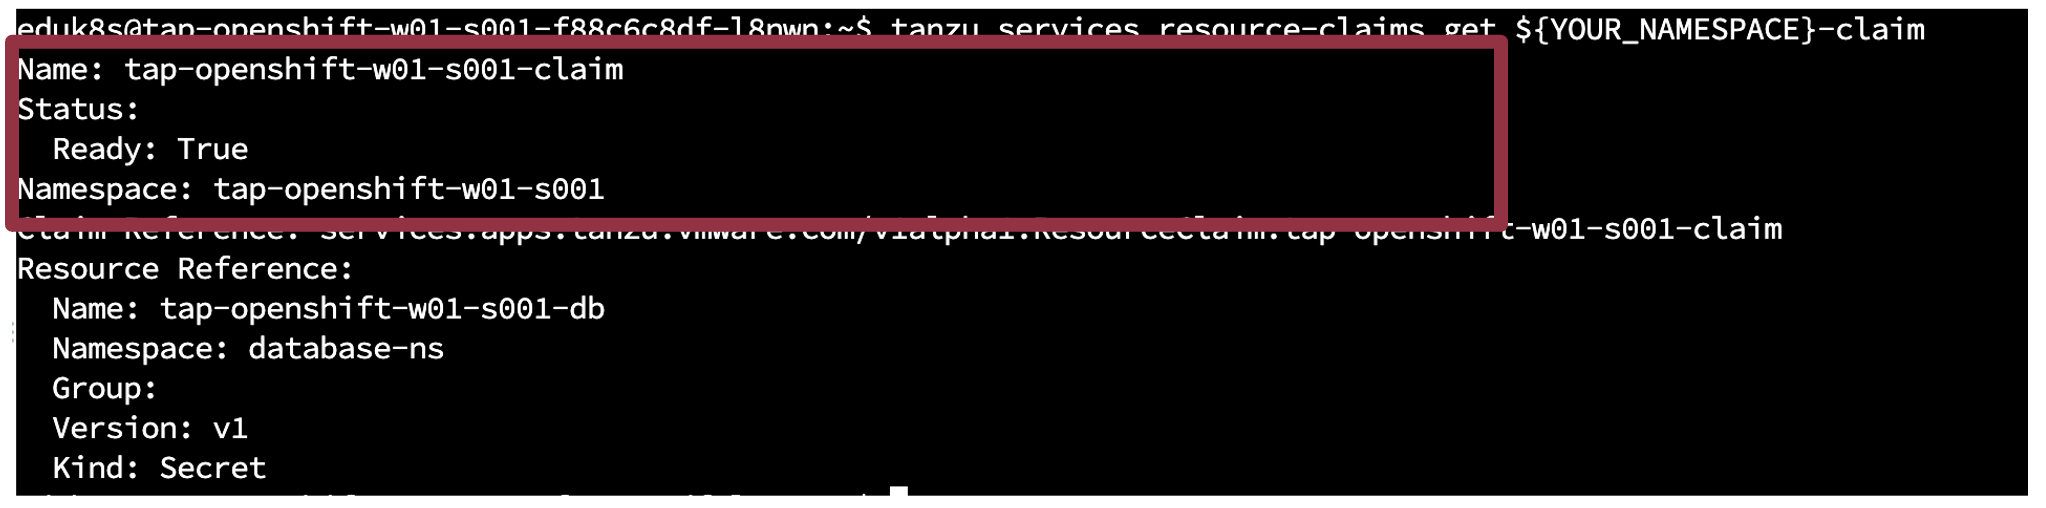 eduk8s@tap-openshift-w01-s001-f88c6c8df-l8nwn:~$ tanzu services resource-claims get ${YOUR_NAMESPACE}-claim
Name: tap-openshift-w01-s001-claim
Status:
  Ready: True
Namespace: tap-openshift-w01-s001
Claim Reference: services.apps.tanzu.vmware.com/v1alpha1:ResourceClaim:tap-openshift-w01-s001-claim
Resource Reference:
  Name: tap-openshift-w01-s001-db
  Namespace: database-ns
  Group:
  Version: v1
  Kind: Secret